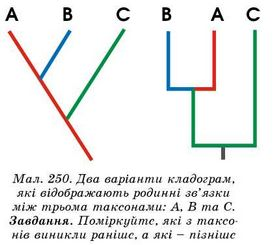 A B C B A C
Мал. 250. Два варіанти кладограм,
які відображають родинні зв’язки
між трьома таксонами: А, В та С.
Завдання. Поміркуйте, які з таксо-
нів виникли раніше, а які – пізніше